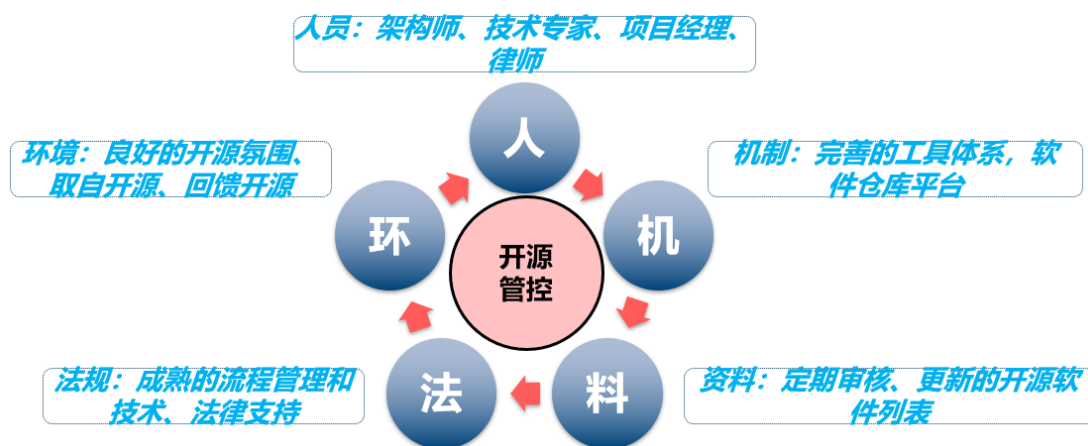 人员：架构师、技术专家、项目经理、
律师
人
环境：良好的开源氛围、
取自开源、回馈开源
机制：完善的工具体系，软
件仓库平台
环
机
开源
管控
法规：成熟的流程管理和
技术、法律支持
法
料
资料：定期审核、更新的开源软
件列表